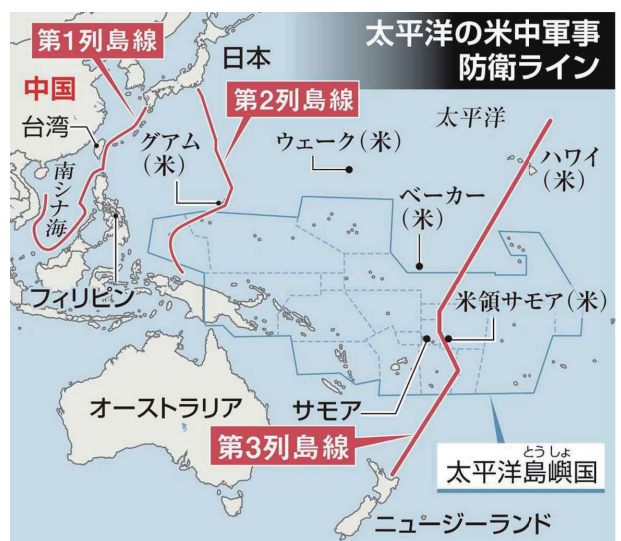 太平洋の米中軍事
防衛ライン
第1列島線
日本
中国
台湾
第2列島線
グアム
(米)
ウェーク(米)
太平洋
ハワイ
(米)
南シナ海
ベーカー
(米)
フィリピン
米領サモア(米)
オーストラリア
サモア
第3列島線
とうしょ
太平洋島嶼国
ニュージーランド